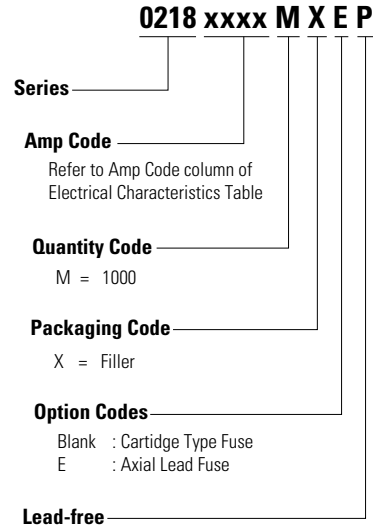 0218 xxxx M X E P
Series
Amp Code
Refer to Amp Code column of
Electrical Characteristics Table
Quantity Code
M = 1000
Packaging Code
X = Filler
Option Codes
Blank : Cartidge Type Fuse
E : Axial Lead Fuse
Lead-free